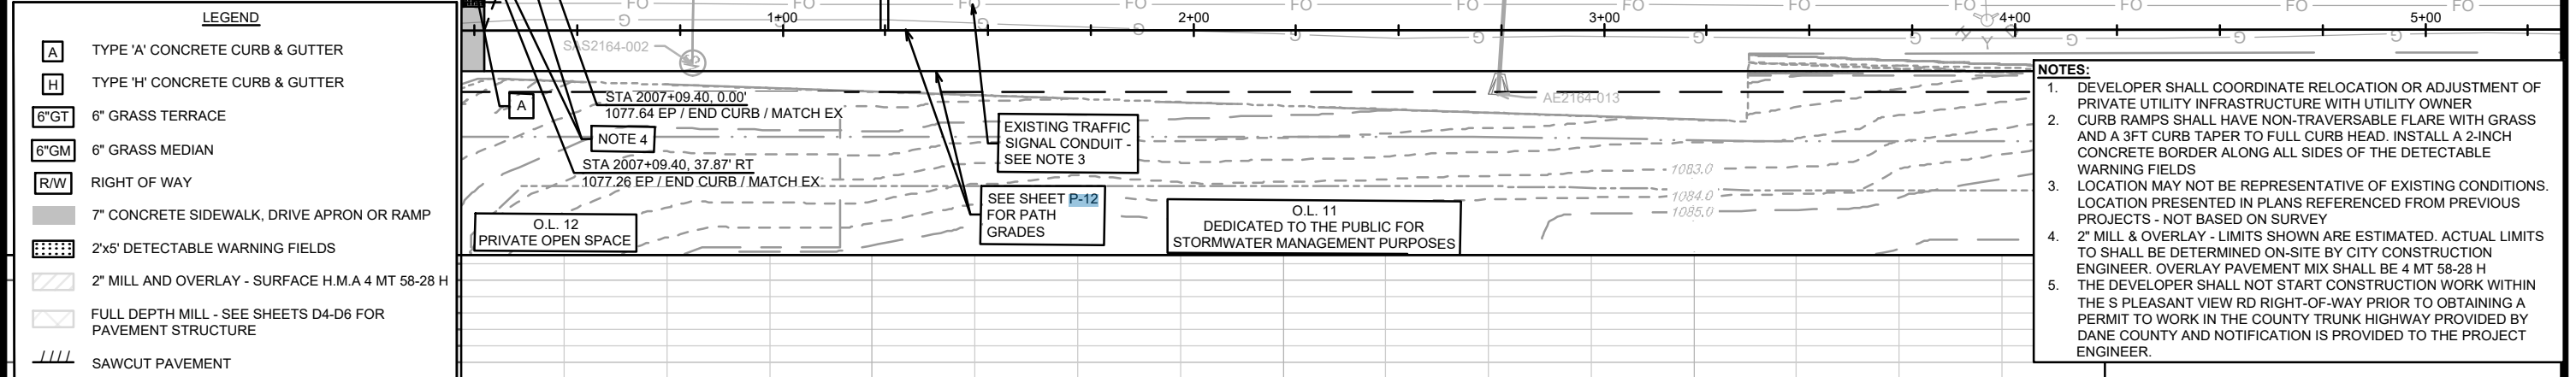 LEGEND
A TYPE 'A' CONCRETE CURB & GUTTER
H TYPE 'H' CONCRETE CURB & GUTTER
6"GT 6" GRASS TERRACE
6"GM 6" GRASS MEDIAN
R/W RIGHT OF WAY
7" CONCRETE SIDEWALK, DRIVE APRON OR RAMP
2'x5' DETECTABLE WARNING FIELDS
2" MILL AND OVERLAY - SURFACE H.M.A 4 MT 58-28 H
FULL DEPTH MILL - SEE SHEETS D4-D6 FOR
PAVEMENT STRUCTURE
SAWCUT PAVEMENT
FO FO FO FO FO FO FO FO FO FO FO FO
1+00 2+00 3+00 4+00 5+00
G G G G G G G G
SAS2164-002
AE2164-013
A
STA 2007+09.40, 0.00'
1077.64 EP / END CURB / MATCH EX
NOTE 4
STA 2007+09.40, 37.87' RT
1077.26 EP / END CURB / MATCH EX
EXISTING TRAFFIC
SIGNAL CONDUIT -
SEE NOTE 3
SEE SHEET P-12
FOR PATH
GRADES
O.L. 12
PRIVATE OPEN SPACE
O.L. 11
DEDICATED TO THE PUBLIC FOR
STORMWATER MANAGEMENT PURPOSES
1083.0
1084.0
1085.0
NOTES:
1. DEVELOPER SHALL COORDINATE RELOCATION OR ADJUSTMENT OF
PRIVATE UTILITY INFRASTRUCTURE WITH UTILITY OWNER
2. CURB RAMPS SHALL HAVE NON-TRAVERSABLE FLARE WITH GRASS
AND A 3FT CURB TAPER TO FULL CURB HEAD. INSTALL A 2-INCH
CONCRETE BORDER ALONG ALL SIDES OF THE DETECTABLE
WARNING FIELDS
3. LOCATION MAY NOT BE REPRESENTATIVE OF EXISTING CONDITIONS.
LOCATION PRESENTED IN PLANS REFERENCED FROM PREVIOUS
PROJECTS - NOT BASED ON SURVEY
4. 2" MILL & OVERLAY - LIMITS SHOWN ARE ESTIMATED. ACTUAL LIMITS
TO SHALL BE DETERMINED ON-SITE BY CITY CONSTRUCTION
ENGINEER. OVERLAY PAVEMENT MIX SHALL BE 4 MT 58-28 H
5. THE DEVELOPER SHALL NOT START CONSTRUCTION WORK WITHIN
THE S PLEASANT VIEW RD RIGHT-OF-WAY PRIOR TO OBTAINING A
PERMIT TO WORK IN THE COUNTY TRUNK HIGHWAY PROVIDED BY
DANE COUNTY AND NOTIFICATION IS PROVIDED TO THE PROJECT
ENGINEER.